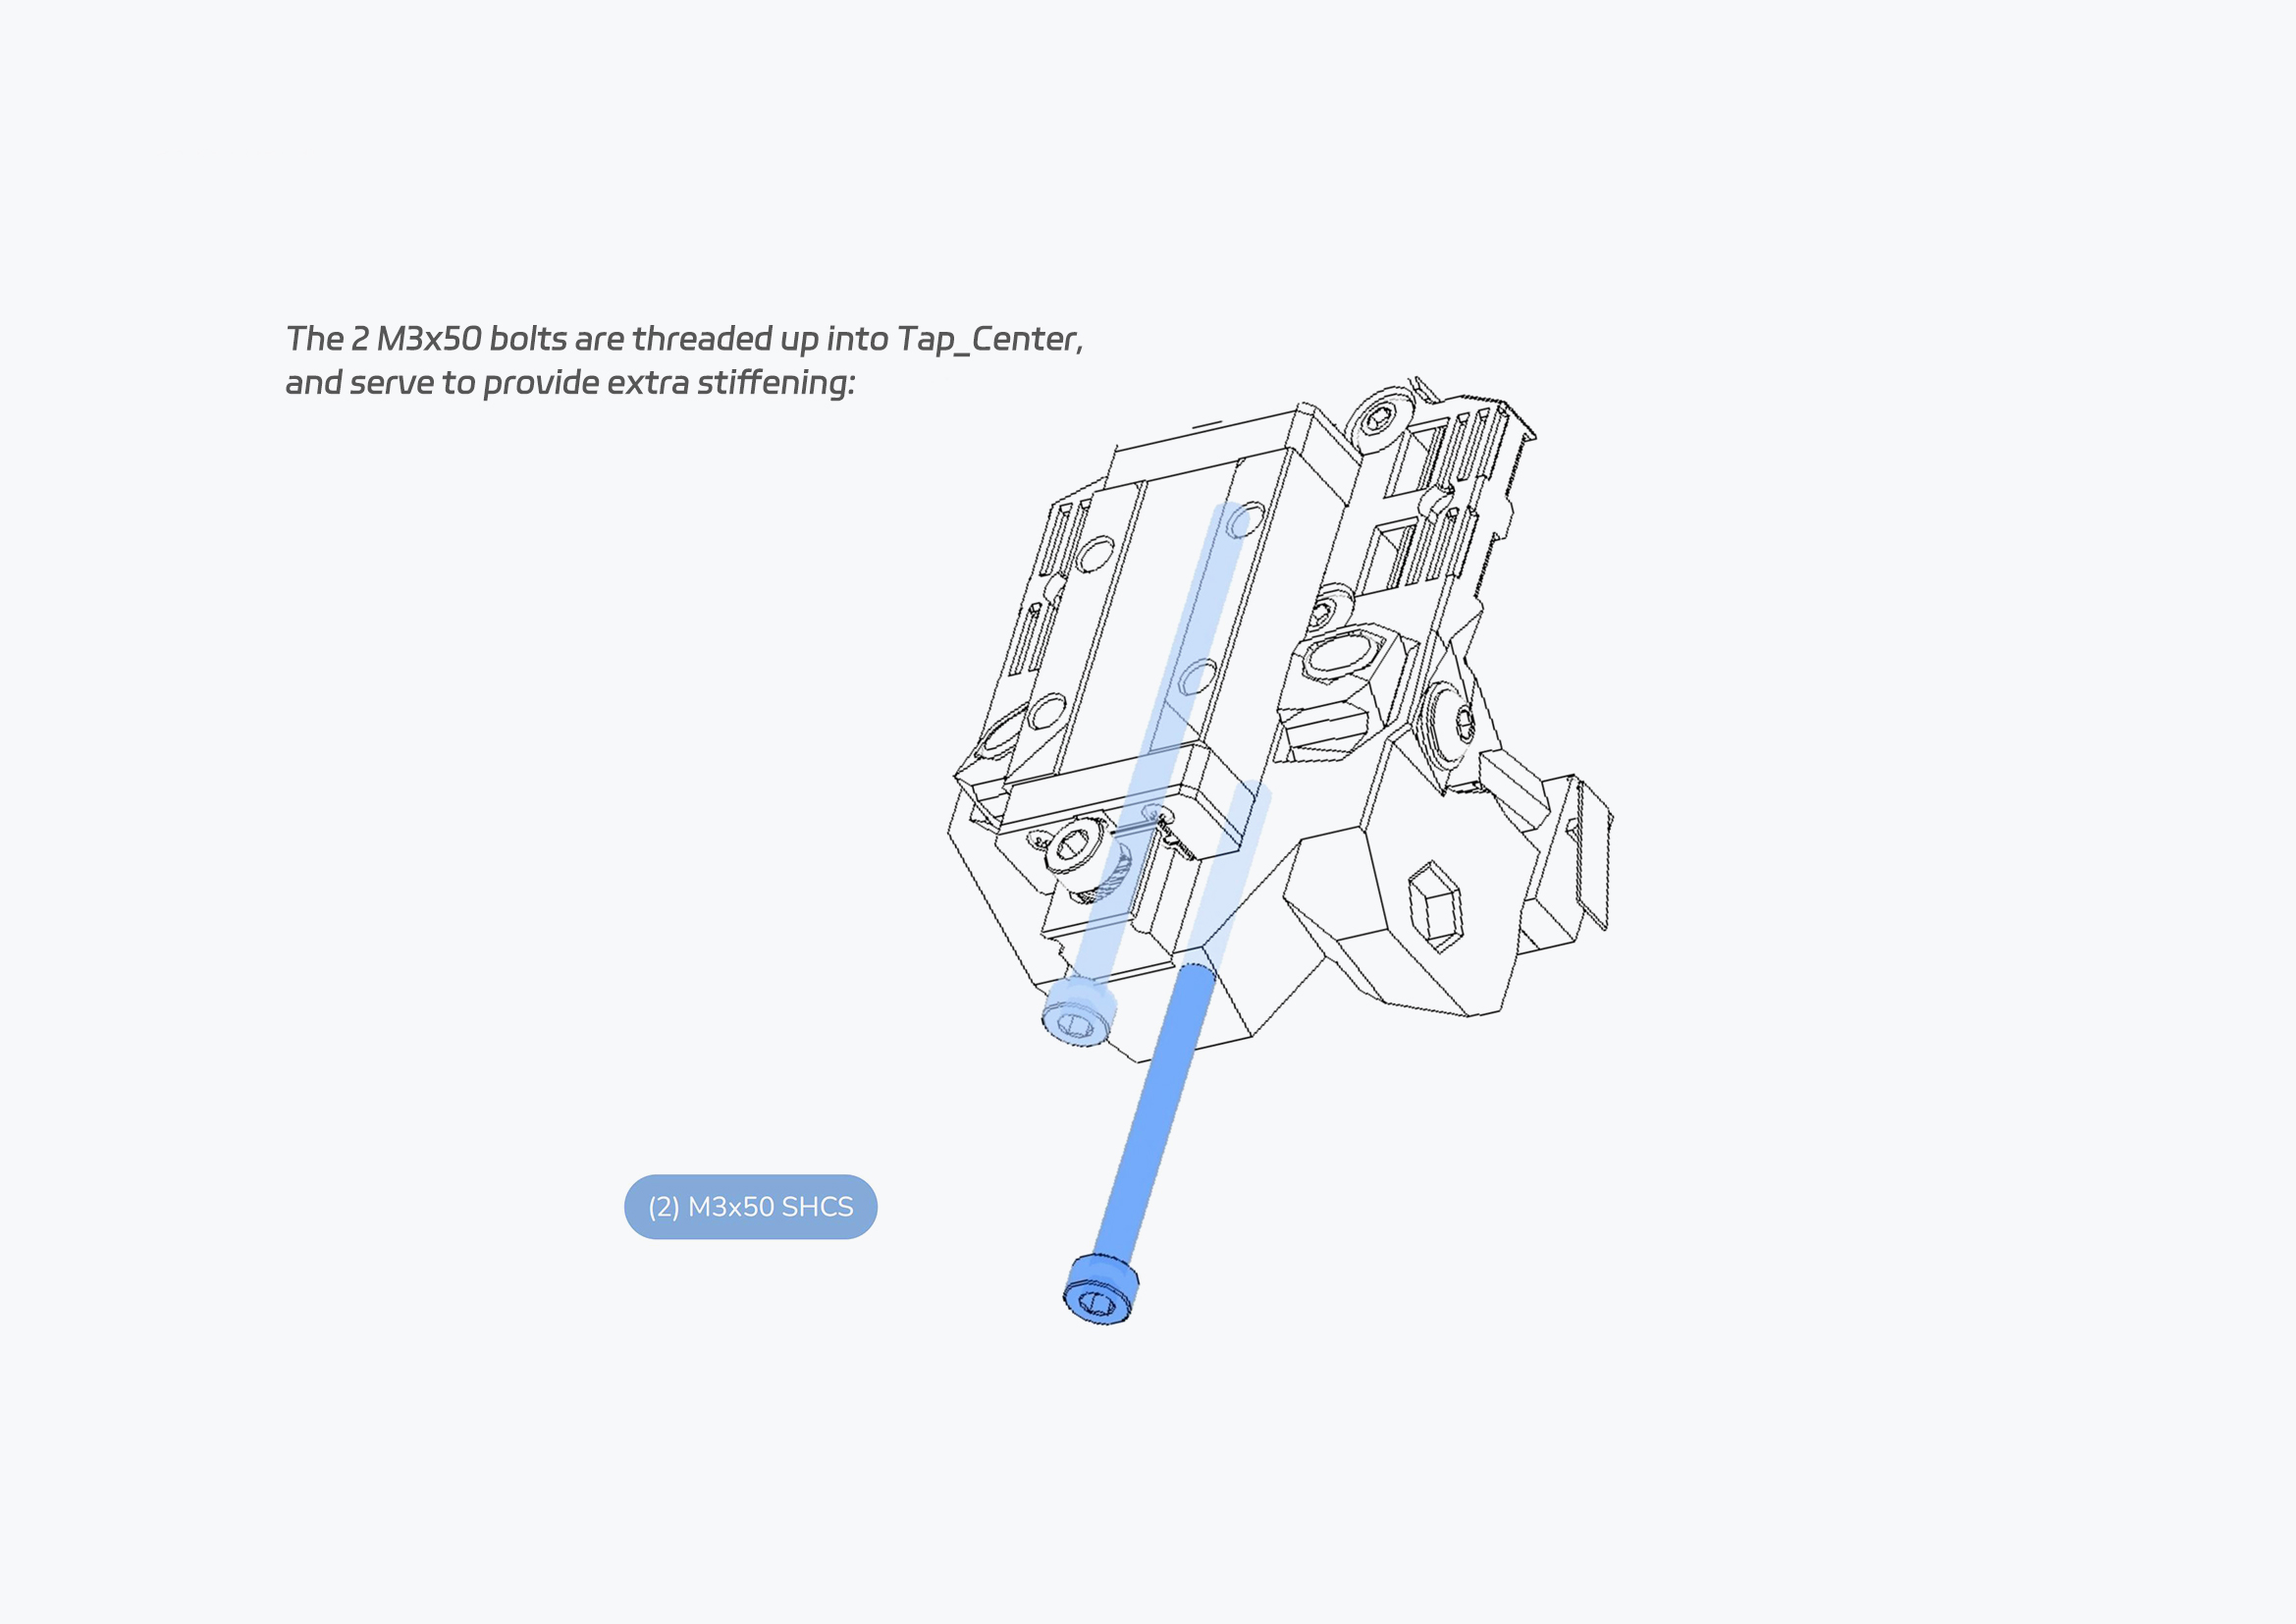 The 2 M3x50 bolts are threaded up into Tap_Center,
and serve to provide extra stiffening:
(2) M3x50 SHCS